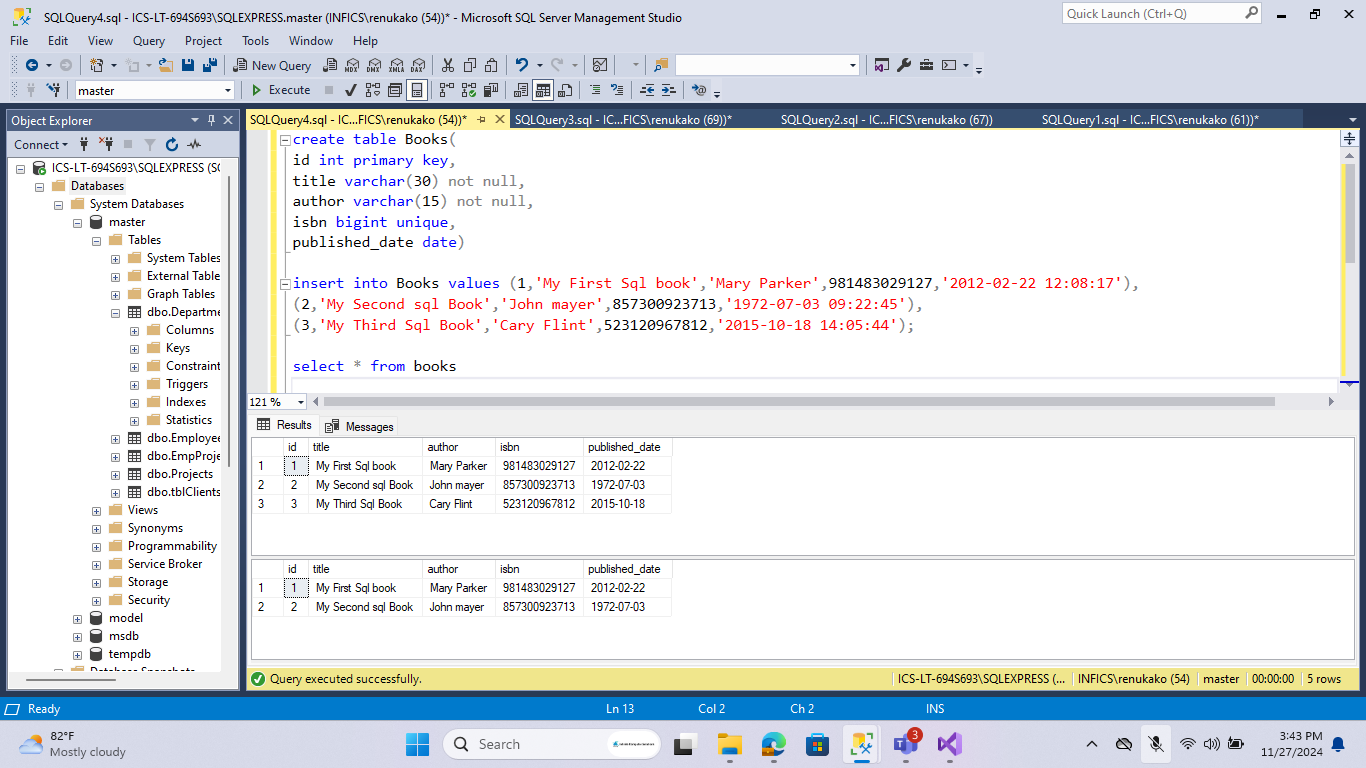 SQLQuery4.sql - ICS-LT-694S693\SQLEXPRESS.master (INFICS\renukako (54))* - Microsoft SQL Server Management Studio
Quick Launch (Ctrl+Q)
File Edit View Query Project Tools Window Help
New Query MDX DMX XMLA DAX
master Execute
Object Explorer
SQLQuery4.sql - IC...FICS\renukako (54))* SQLQuery3.sql - IC...FICS\renukako (69))* SQLQuery2.sql - IC...FICS\renukako (67)) SQLQuery1.sql - IC...FICS\renukako (61))*
Connect
ICS-LT-694S693\SQLEXPRESS (SC
Databases
System Databases
master
Tables
System Tables
External Table
Graph Tables
dbo.Departme
Columns
Keys
Constraint
Triggers
Indexes
Statistics
dbo.Employee
dbo.EmpProje
dbo.Projects
dbo.tblClients
Views
Synonyms
Programmability
Service Broker
Storage
Security
model
msdb
tempdb
Database Snapshots
create table Books(
id int primary key,
title varchar(30) not null,
author varchar(15) not null,
isbn bigint unique,
published_date date)
insert into Books values (1,'My First Sql book','Mary Parker',981483029127,'2012-02-22 12:08:17'),
(2,'My Second sql Book','John mayer',857300923713,'1972-07-03 09:22:45'),
(3,'My Third Sql Book','Cary Flint',523120967812,'2015-10-18 14:05:44');
select * from books
121 %
Results Messages
id title author isbn published_date
1 1 My First Sql book Mary Parker 981483029127 2012-02-22
2 2 My Second sql Book John mayer 857300923713 1972-07-03
3 3 My Third Sql Book Cary Flint 523120967812 2015-10-18
id title author isbn published_date
1 1 My First Sql book Mary Parker 981483029127 2012-02-22
2 2 My Second sql Book John mayer 857300923713 1972-07-03
Query executed successfully. ICS-LT-694S693\SQLEXPRESS (... INFICS\renukako (54) master 00:00:00 5 rows
Ready Ln 13 Col 2 Ch 2 INS
82°F
Mostly cloudy
Search
3
3:43 PM
11/27/2024